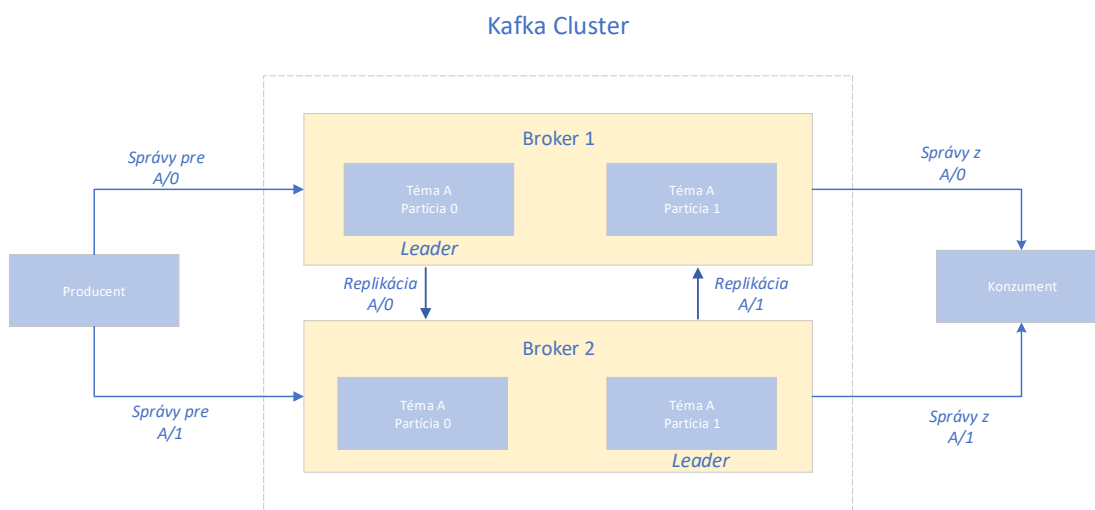 Kafka Cluster
Broker 1
Správy pre
A/0
Správy z
A/0
Téma A
Partícia 0
Téma A
Partícia 1
Leader
Producent
Replikácia
A/0
Replikácia
A/1
Konzument
Broker 2
Téma A
Partícia 0
Téma A
Partícia 1
Správy pre
A/1
Správy z
A/1
Leader